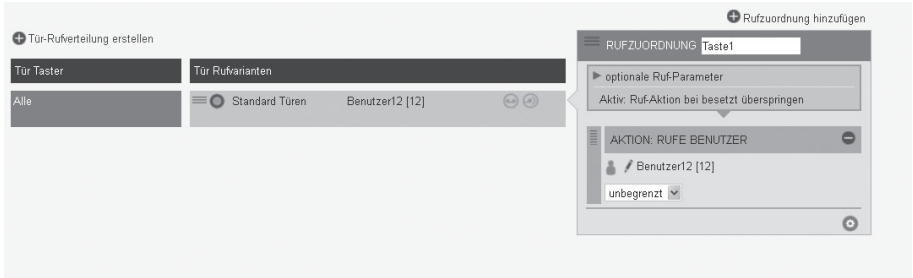 Rufzuordnung hinzufügen
Tür-Rufverteilung erstellen
RUFZUORDNUNG Taste1
Tür Taster
Tür Rufvarianten
optionale Ruf-Parameter
Alle
Standard Türen Benutzer12 [12]
Aktiv: Ruf-Aktion bei besetzt überspringen
AKTION: RUFE BENUTZER
Benutzer12 [12]
unbegrenzt